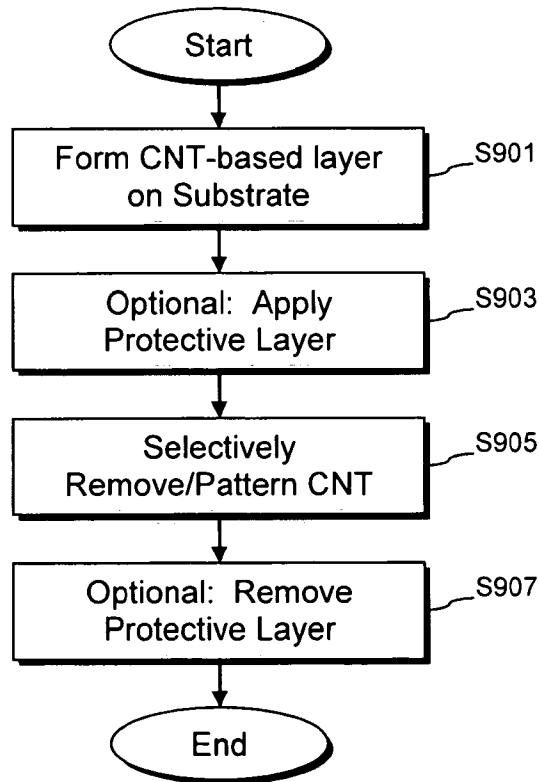 Start
Form CNT-based layer
on Substrate
S901
Optional: Apply
Protective Layer
S903
Selectively
Remove/Pattern CNT
S905
Optional: Remove
Protective Layer
S907
End